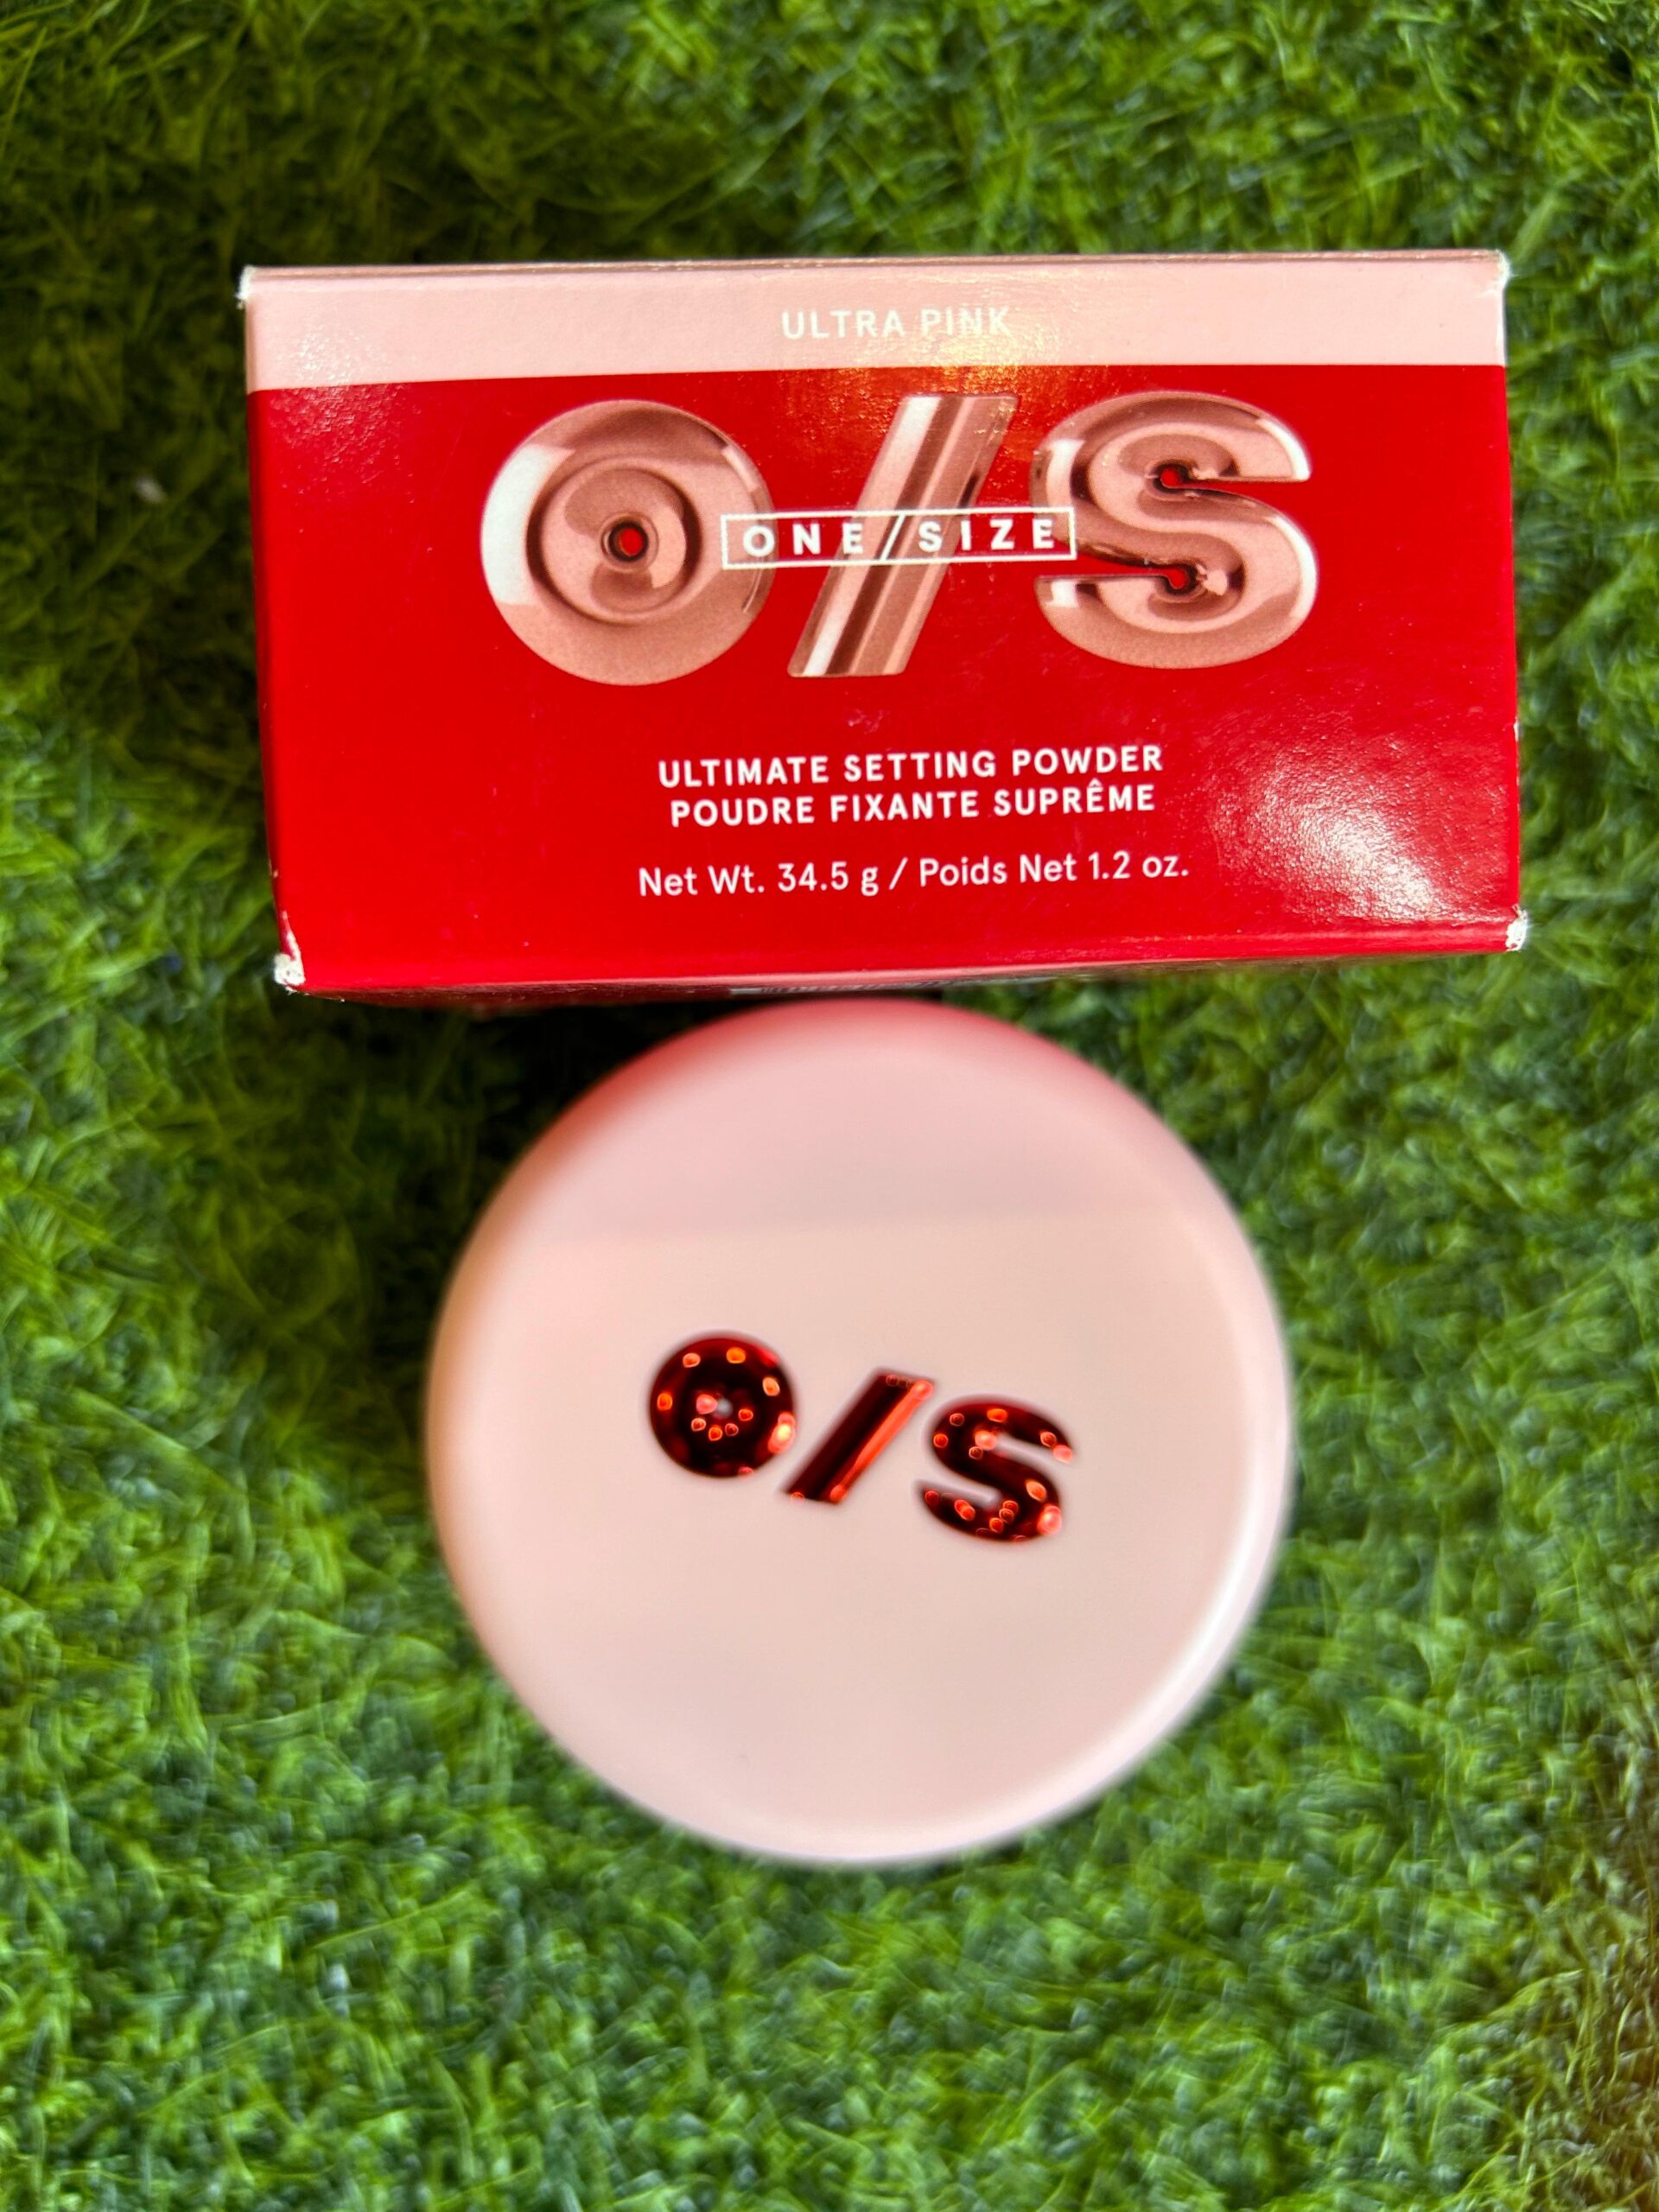 ULTRA PINK
O/S
ONE/SIZE
ULTIMATE SETTING POWDER
POUDRE FIXANTE SUPRÊME
Net Wt. 34.5 g / Poids Net 1.2 oz.
O/S